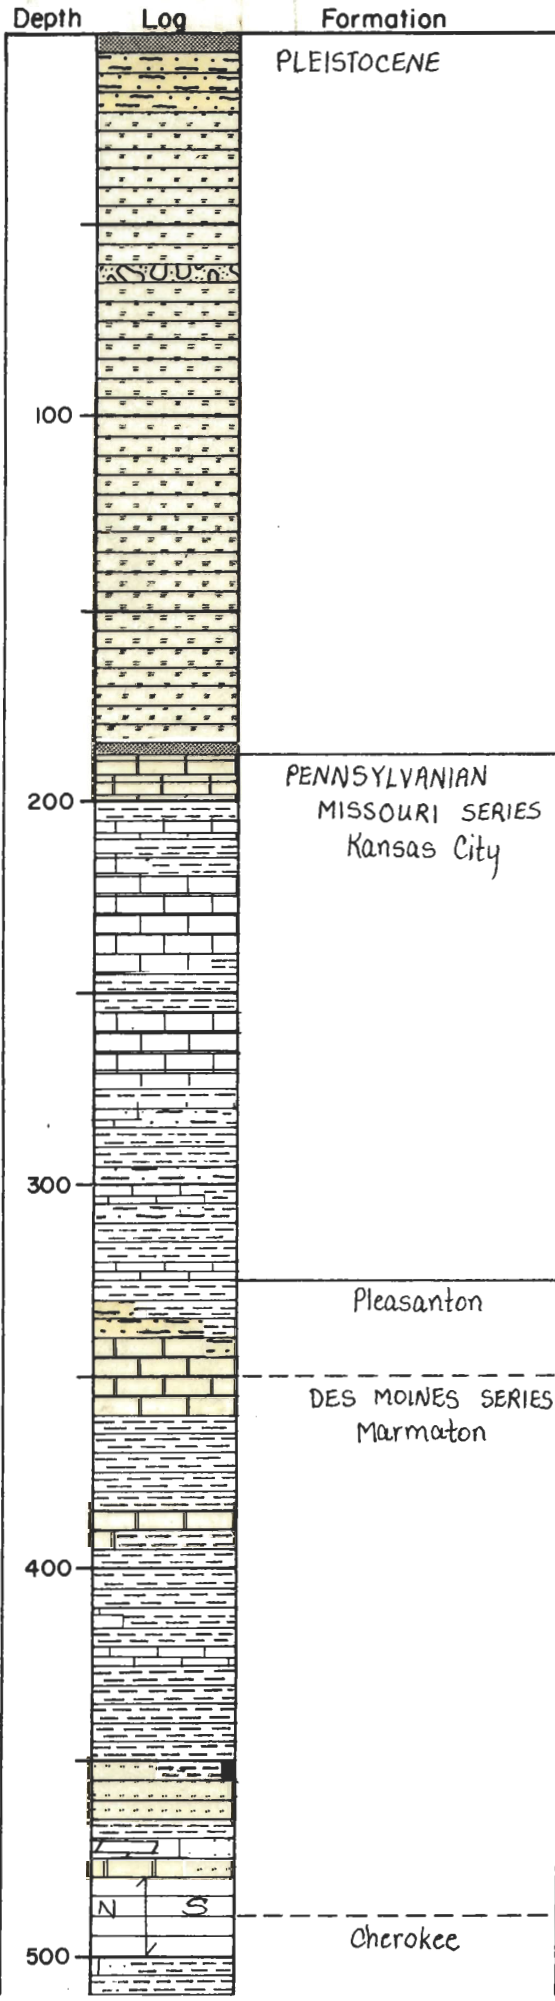 Depth Log Formation
PLEISTOCENE
100
PENNSYLVANIAN
200
MISSOURI SERIES
Kansas City
300
Pleasanton
DES MOINES SERIES
Marmaton
400
N S
Cherokee
500